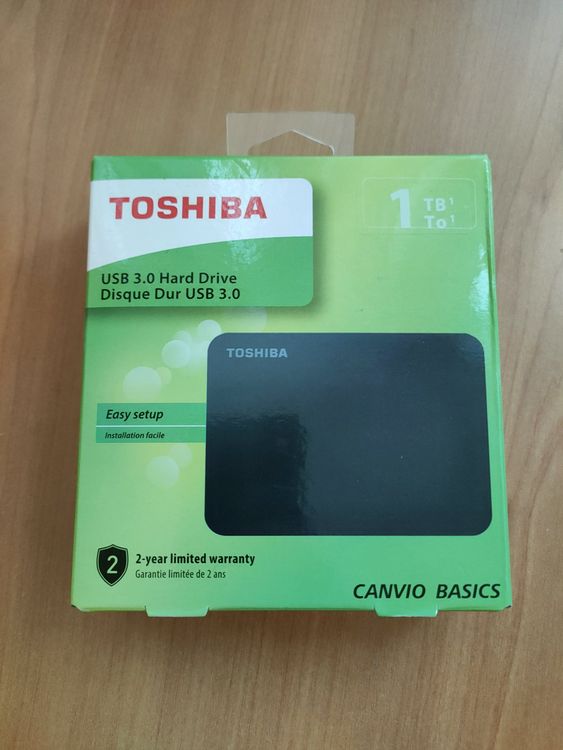 TOSHIBA
1 TB¹
To¹
USB 3.0 Hard Drive
Disque Dur USB 3.0
TOSHIBA
Easy setup
Installation facile
2
2-year limited warranty
Garantie limitée de 2 ans
CANVIO BASICS